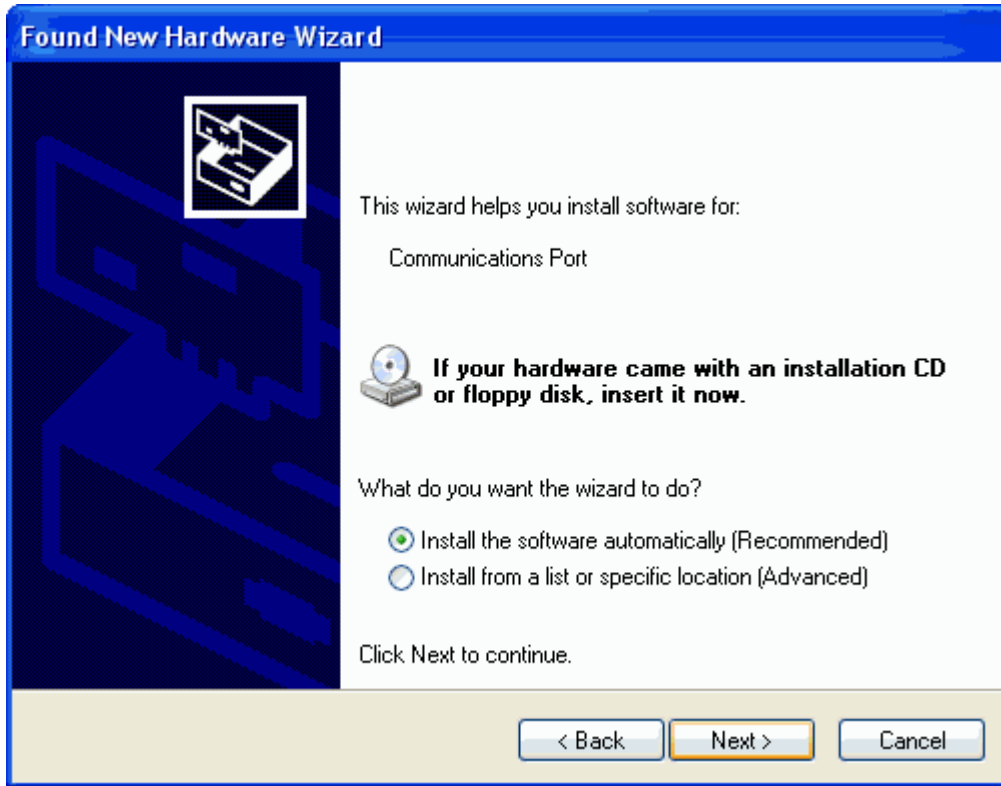 Found New Hardware Wizard
This wizard helps you install software for:
Communications Port
If your hardware came with an installation CD
or floppy disk, insert it now.
What do you want the wizard to do?
Install the software automatically (Recommended)
Install from a list or specific location (Advanced)
Click Next to continue.
< Back Next > Cancel